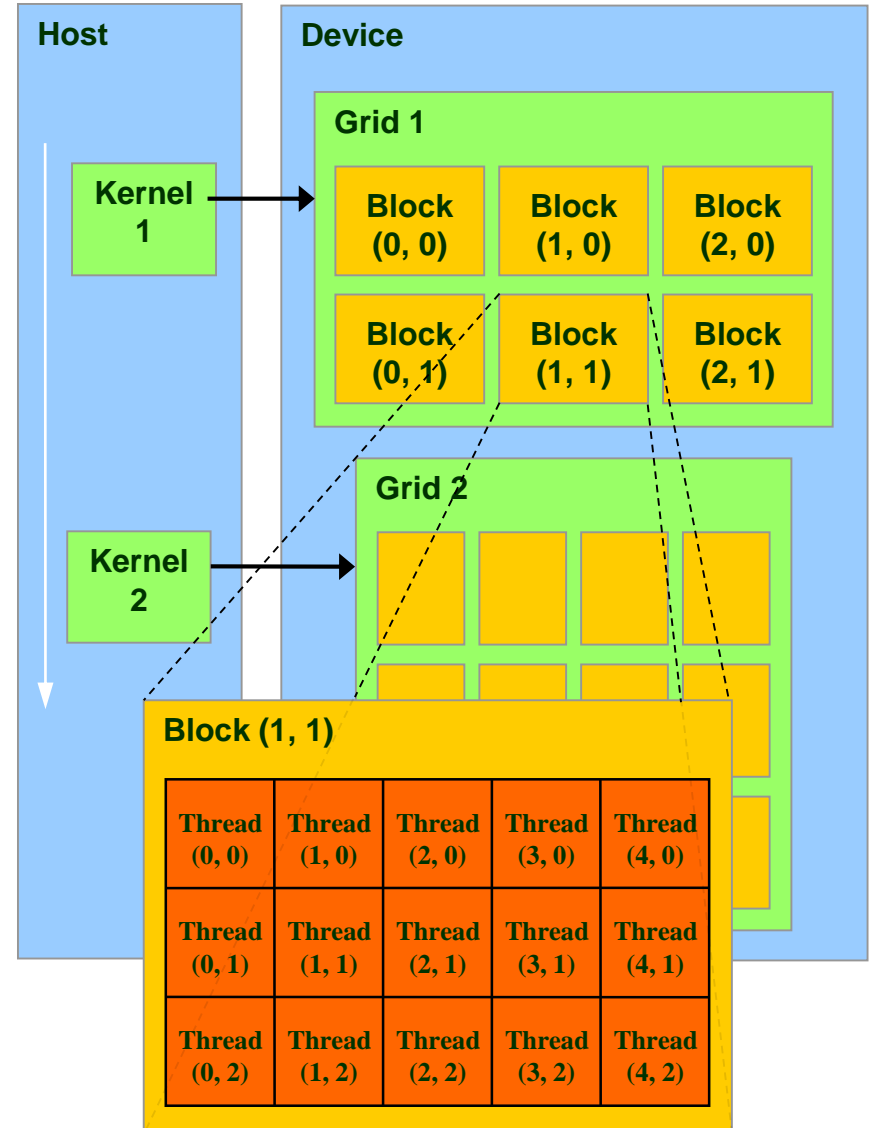 Host
Device
Grid 1
Kernel
1
Block
(0, 0)
Block
(1, 0)
Block
(2, 0)
Block
(0, 1)
Block
(1, 1)
Block
(2, 1)
Grid 2
Kernel
2
Block (1, 1)
Thread
(0, 0)
Thread
(1, 0)
Thread
(2, 0)
Thread
(3, 0)
Thread
(4, 0)
Thread
(0, 1)
Thread
(1, 1)
Thread
(2, 1)
Thread
(3, 1)
Thread
(4, 1)
Thread
(0, 2)
Thread
(1, 2)
Thread
(2, 2)
Thread
(3, 2)
Thread
(4, 2)